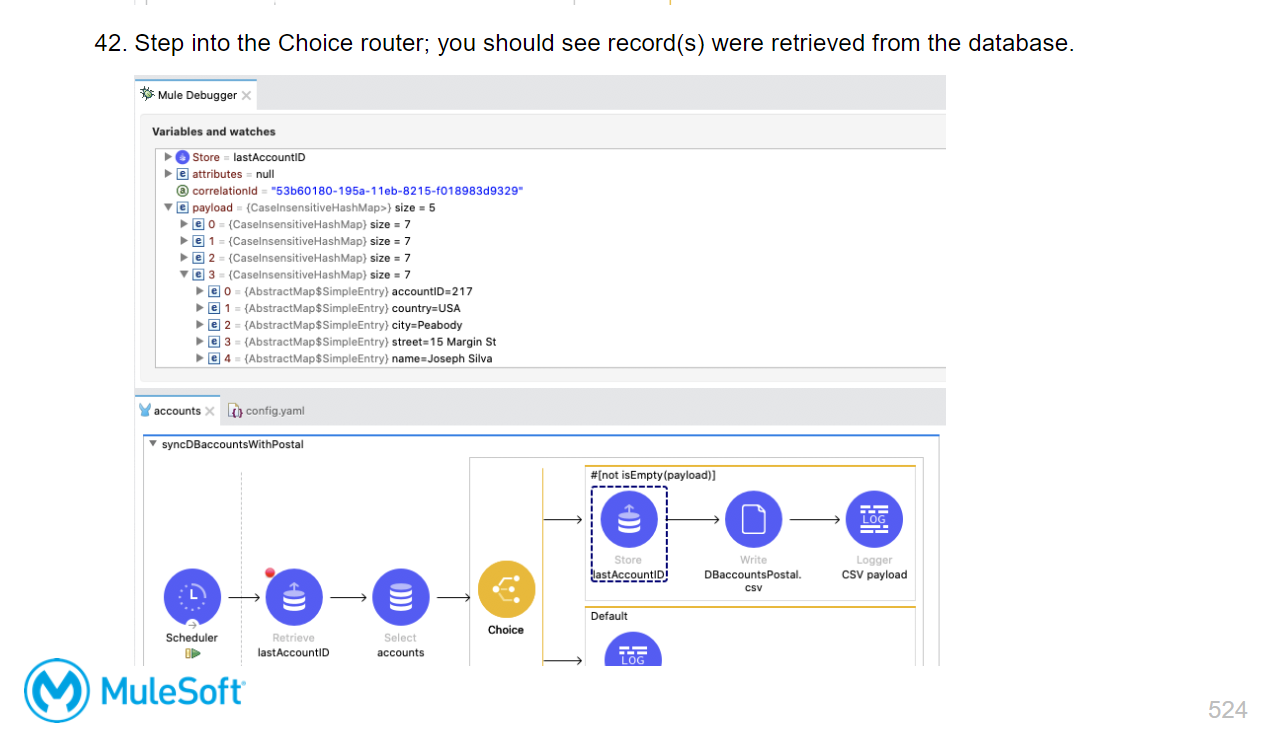 42. Step into the Choice router; you should see record(s) were retrieved from the database.
Mule Debugger
Variables and watches
Store = lastAccountID
attributes = null
correlationId = "53b60180-195a-11eb-8215-f018983d9329"
payload = {CaseInsensitiveHashMap>} size = 5
0 = {CaseInsensitiveHashMap} size = 7
1 = {CaseInsensitiveHashMap} size = 7
2 = {CaseInsensitiveHashMap} size = 7
3 = {CaseInsensitiveHashMap} size = 7
0 = {AbstractMap$SimpleEntry} accountID=217
1 = {AbstractMap$SimpleEntry} country=USA
2 = {AbstractMap$SimpleEntry} city=Peabody
3 = {AbstractMap$SimpleEntry} street=15 Margin St
4 = {AbstractMap$SimpleEntry} name=Joseph Silva
accounts config.yaml
syncDBaccountsWithPostal
#[not isEmpty(payload)]
Store
lastAccountID
Write
DBaccountsPostal.
csv
LOG
Logger
CSV payload
Scheduler
Retrieve
lastAccountID
Select
accounts
Choice
Default
LOG
MuleSoft
524